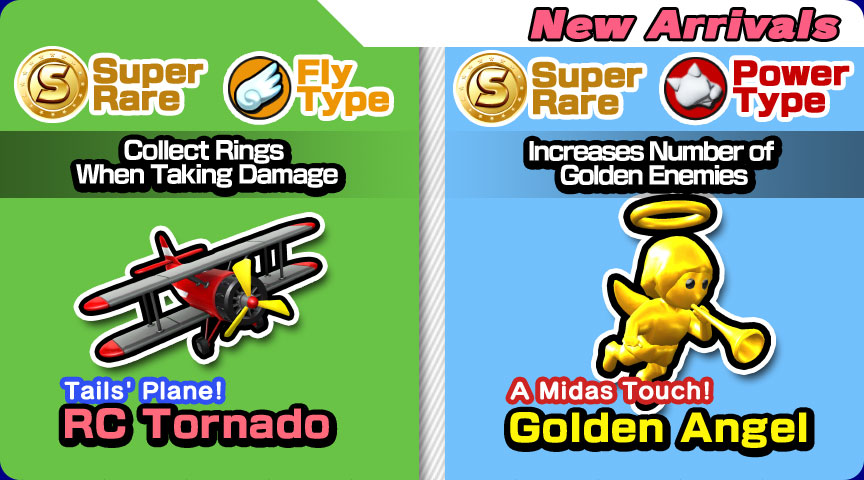 New Arrivals
S
Super
Rare
Fly
Type
Collect Rings
When Taking Damage
Tails' Plane!
RC Tornado
S
Super
Rare
Power
Type
Increases Number of
Golden Enemies
A Midas Touch!
Golden Angel